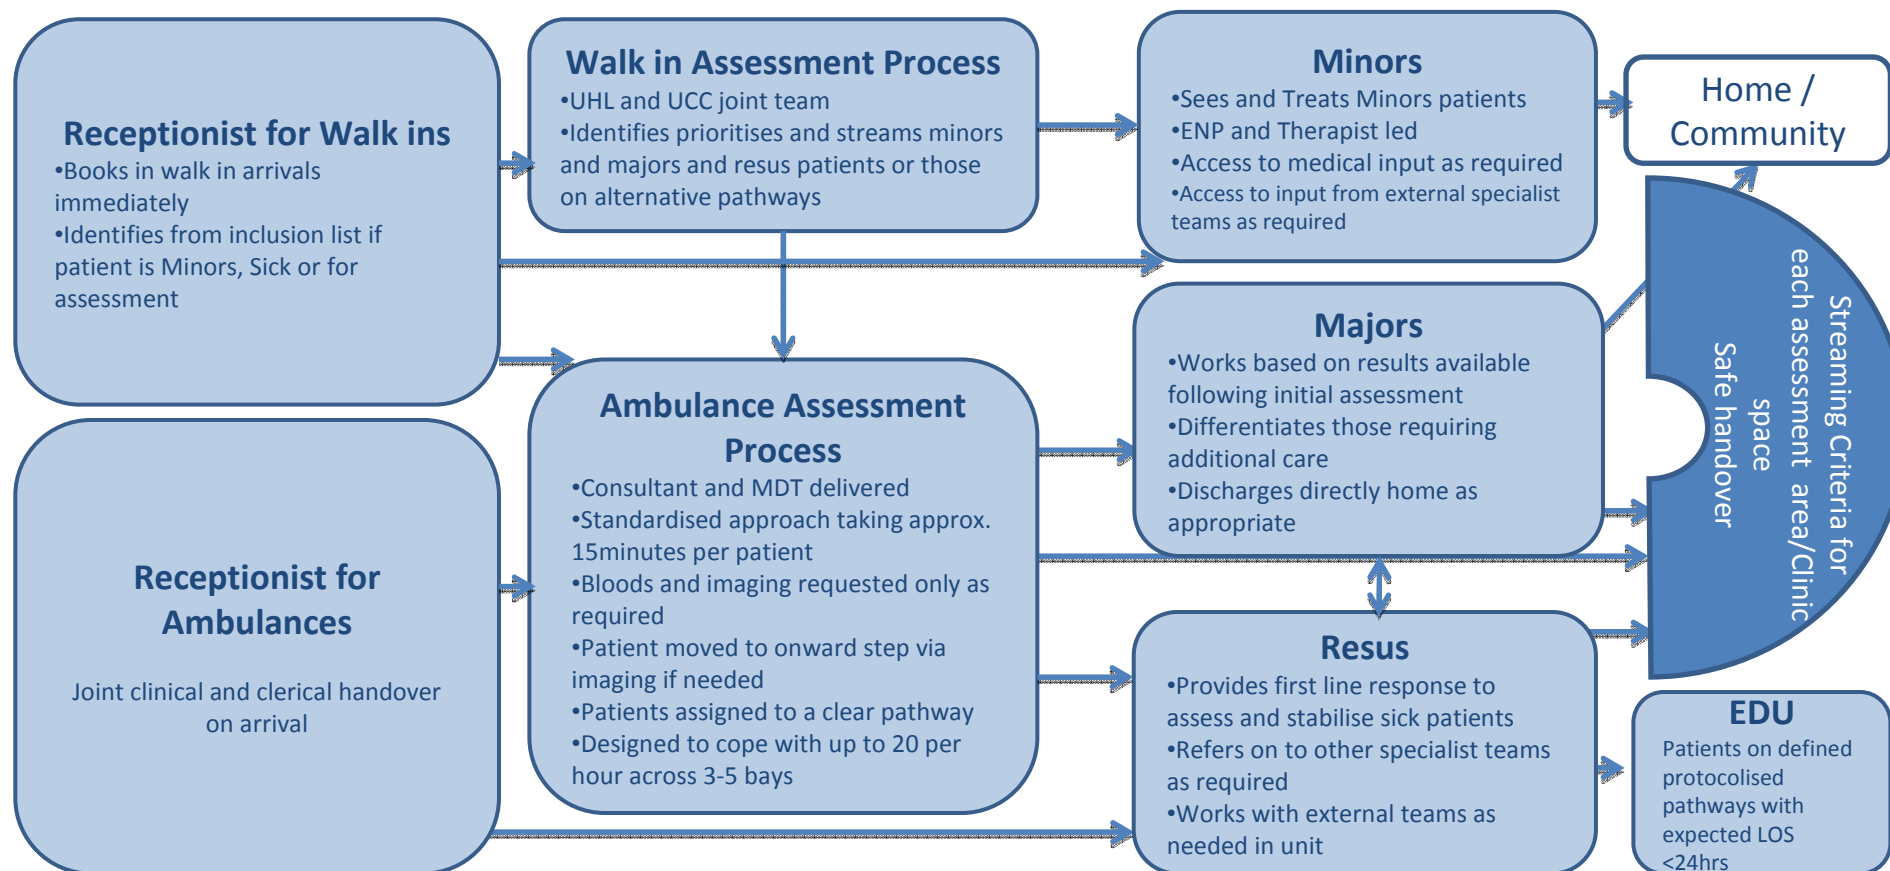 Receptionist for Walk ins
•Books in walk in arrivals
immediately
•Identifies from inclusion list if
patient is Minors, Sick or for
assessment
Receptionist for
Ambulances
Joint clinical and clerical handover
on arrival
Walk in Assessment Process
•UHL and UCC joint team
•Identifies prioritises and streams minors
and majors and resus patients or those
on alternative pathways
Ambulance Assessment
Process
•Consultant and MDT delivered
•Standardised approach taking approx.
15minutes per patient
•Bloods and imaging requested only as
required
•Patient moved to onward step via
imaging if needed
•Patients assigned to a clear pathway
•Designed to cope with up to 20 per
hour across 3-5 bays
Minors
•Sees and Treats Minors patients
•ENP and Therapist led
•Access to medical input as required
•Access to input from external specialist
teams as required
Majors
•Works based on results available
following initial assessment
•Differentiates those requiring
additional care
•Discharges directly home as
appropriate
Resus
•Provides first line response to
assess and stabilise sick patients
•Refers on to other specialist teams
as required
•Works with external teams as
needed in unit
Home /
Community
Streaming Criteria for
each assessment area/Clinic
space
Safe handover
EDU
Patients on defined
protocolised
pathways with
expected LOS
<24hrs